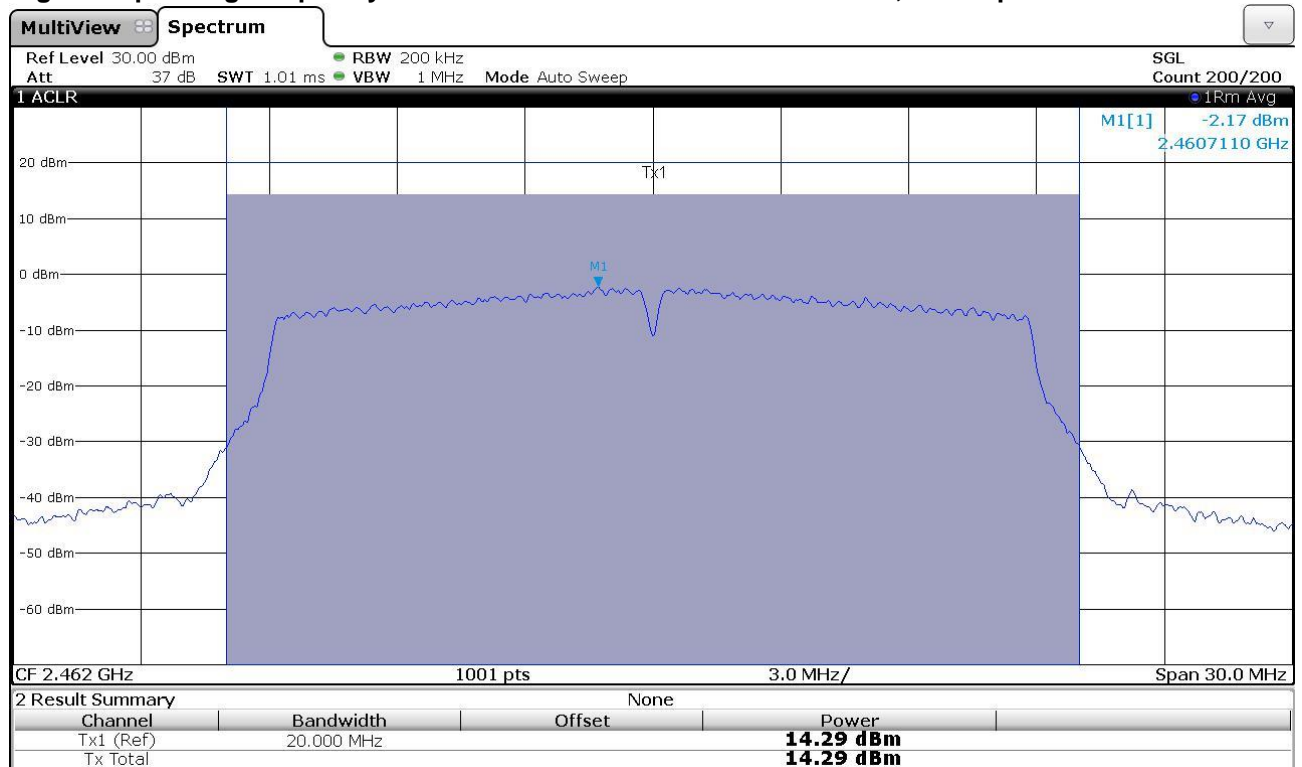 MultiView Spectrum
Ref Level 30.00 dBm RBW 200 kHz SGL
Att 37 dB SWT 1.01 ms VBW 1 MHz Mode Auto Sweep Count 200/200
1 ACLR 1Rm Avg
M1[1] -2.17 dBm
2.4607110 GHz
20 dBm
Tx1
10 dBm
M1
0 dBm
-10 dBm
-20 dBm
-30 dBm
-40 dBm
-50 dBm
-60 dBm
CF 2.462 GHz 1001 pts 3.0 MHz/ Span 30.0 MHz
2 Result Summary None
Channel Bandwidth Offset Power
Tx1 (Ref) 20.000 MHz 14.29 dBm
Tx Total 14.29 dBm